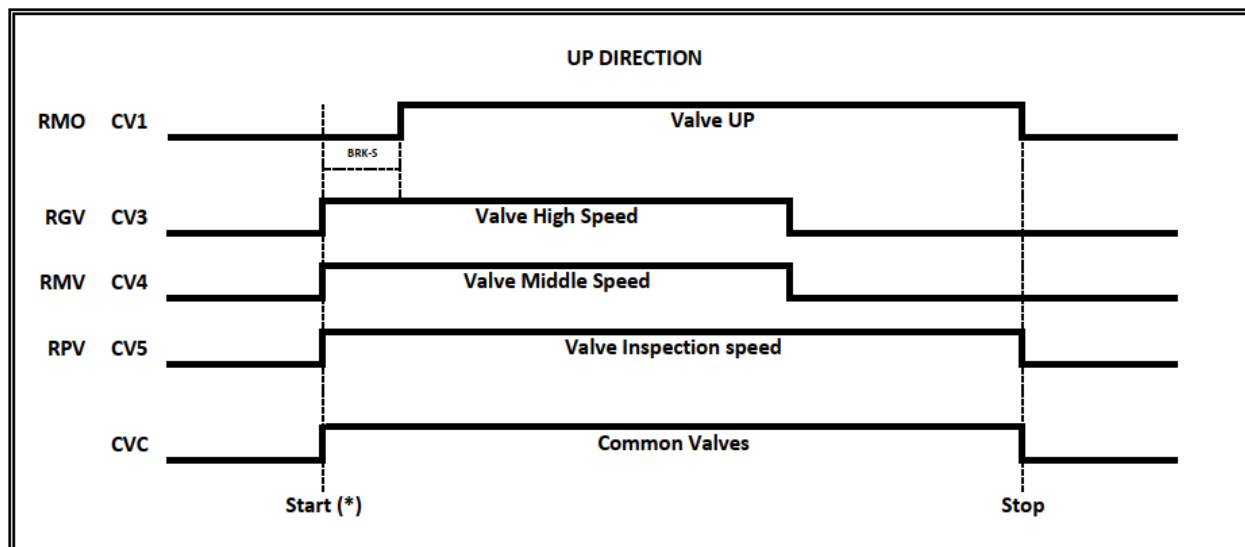 UP DIRECTION
RMO CV1 Valve UP
BRK-S
RGV CV3 Valve High Speed
RMV CV4 Valve Middle Speed
RPV CV5 Valve Inspection speed
CVC Common Valves
Start (*) Stop